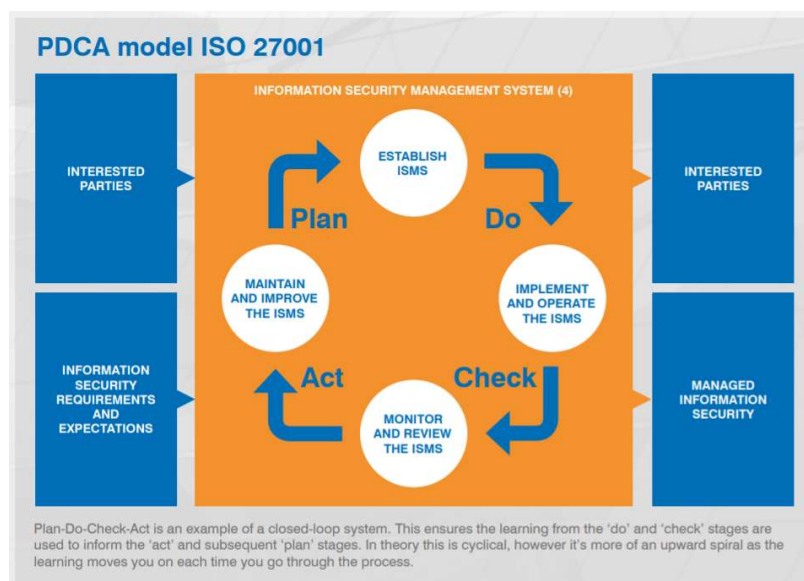 PDCA model ISO 27001
INFORMATION SECURITY MANAGEMENT SYSTEM (4)
INTERESTED
PARTIES
ESTABLISH
ISMS
INTERESTED
PARTIES
Plan
Do
MAINTAIN
AND IMPROVE
THE ISMS
IMPLEMENT
AND OPERATE
THE ISMS
INFORMATION
SECURITY
REQUIREMENTS
AND
EXPECTATIONS
Act
Check
MONITOR
AND REVIEW
THE ISMS
MANAGED
INFORMATION
SECURITY
Plan-Do-Check-Act is an example of a closed-loop system. This ensures the learning from the ‘do’ and ‘check’ stages are
used to inform the ‘act’ and subsequent ‘plan’ stages. In theory this is cyclical, however it’s more of an upward spiral as the
learning moves you on each time you go through the process.